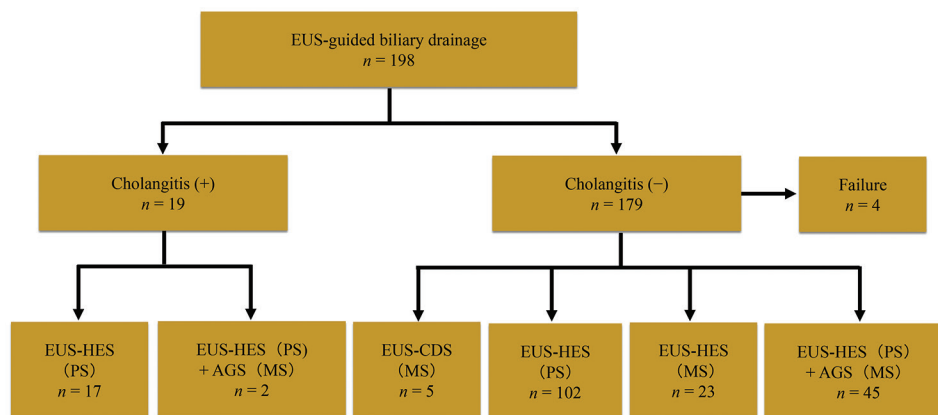 EUS-guided biliary drainage
n = 198
Cholangitis (+)
n = 19
Cholangitis (−)
n = 179
Failure
n = 4
EUS-HES
(PS)
n = 17
EUS-HES（PS)
+ AGS（MS）
n = 2
EUS-CDS
(MS)
n = 5
EUS-HES
(PS)
n = 102
EUS-HES
(MS)
n = 23
EUS-HES（PS）
+ AGS（MS）
n = 45